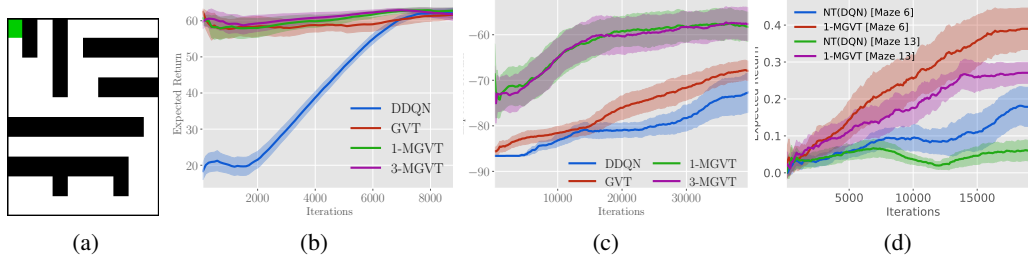 60
50
40
30
20
Expected Return
2000 4000 6000 8000
Iterations
DDQN
GVT
1-MGVT
3-MGVT
−60
−70
−80
−90
10000 20000 30000
Iterations
DDQN 1-MGVT
GVT 3-MGVT
0.4
0.3
0.2
0.1
0.0
NT(DQN) [Maze 6]
1-MGVT [Maze 6]
NT(DQN) [Maze 13]
1-MGVT [Maze 13]
5000 10000 15000
Iterations
(a) (b) (c) (d)